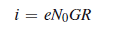 i = eN₀GR